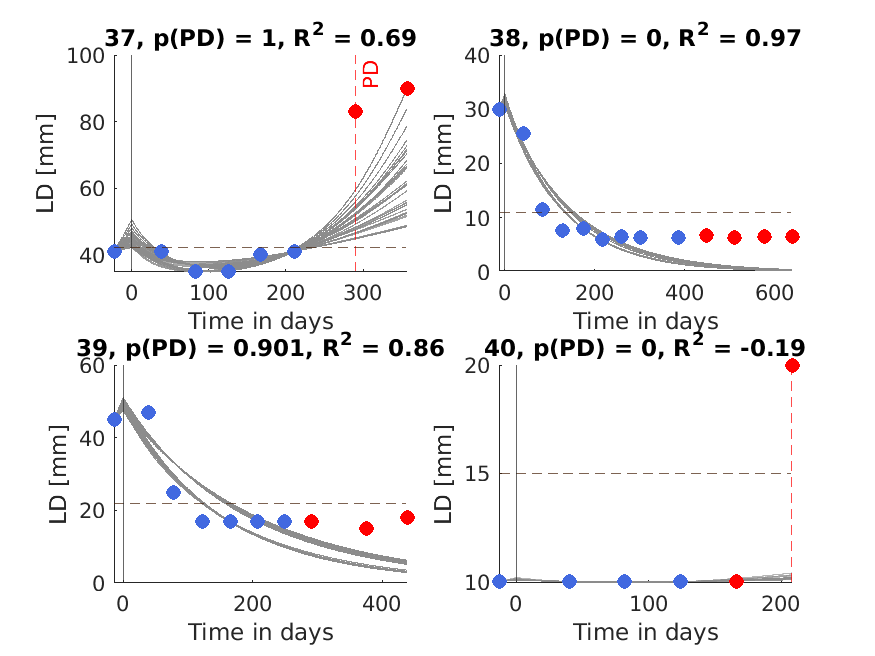 37, p(PD) = 1, R² = 0.69
100
80
60
40
LD [mm]
PD
0
100
200
300
Time in days
38, p(PD) = 0, R² = 0.97
40
30
20
10
0
LD [mm]
0
200
400
600
Time in days
39, p(PD) = 0.901, R² = 0.86
60
40
20
0
LD [mm]
0
200
400
Time in days
40, p(PD) = 0, R² = -0.19
20
15
10
LD [mm]
0
100
200
Time in days